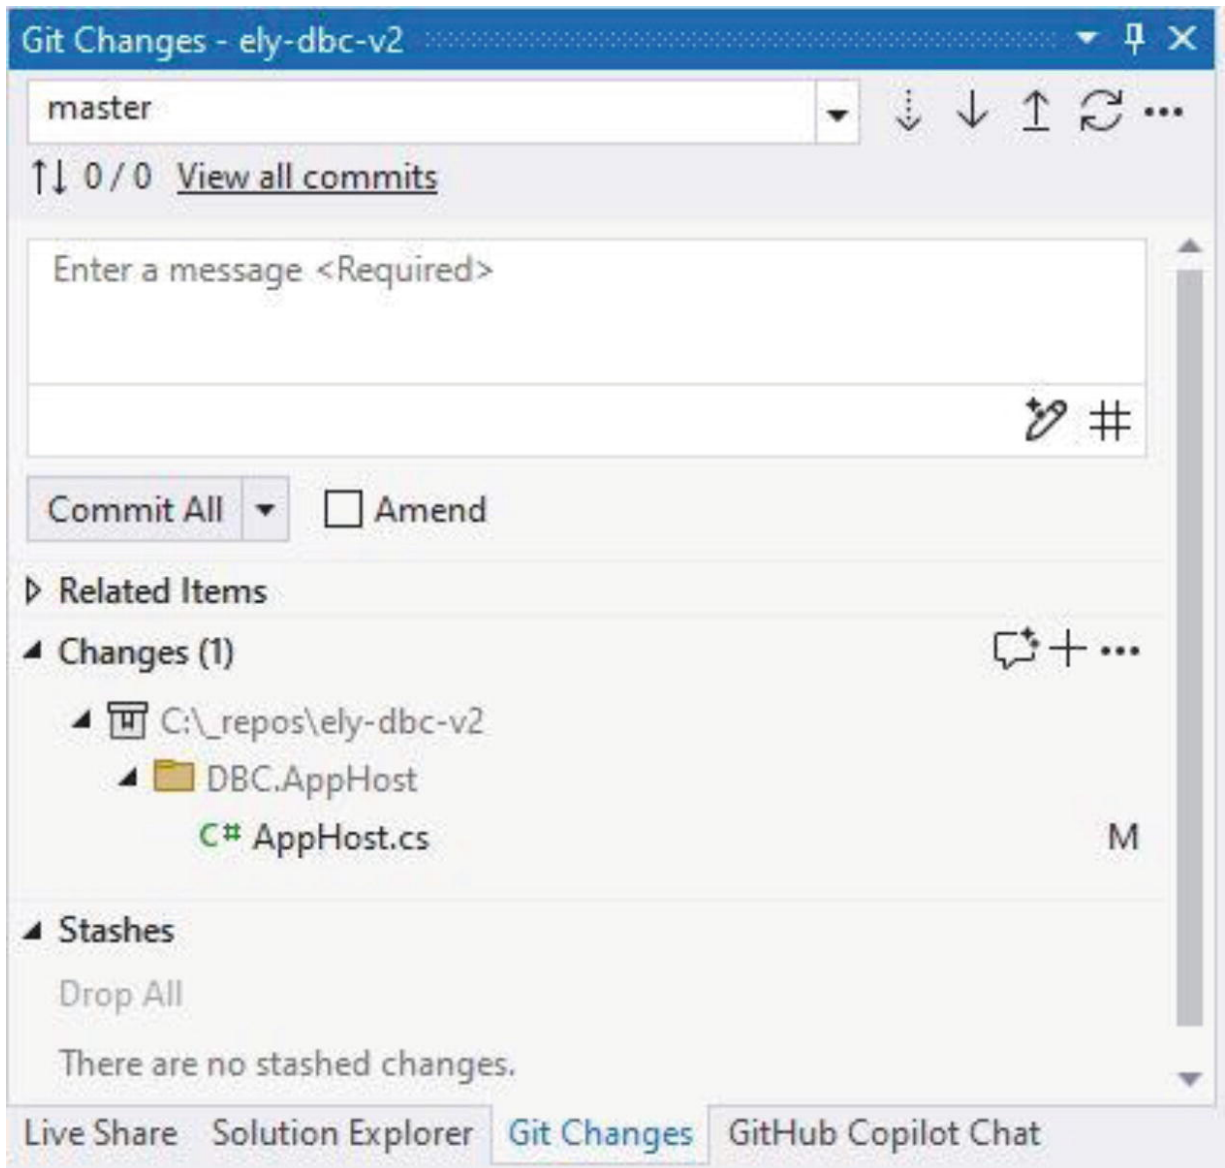 Git Changes - ely-dbc-v2
master
0 / 0 View all commits
Enter a message <Required>
Commit All Amend
Related Items
Changes (1)
C:\_repos\ely-dbc-v2
DBC.AppHost
C# AppHost.cs M
Stashes
Drop All
There are no stashed changes.
Live Share Solution Explorer Git Changes GitHub Copilot Chat